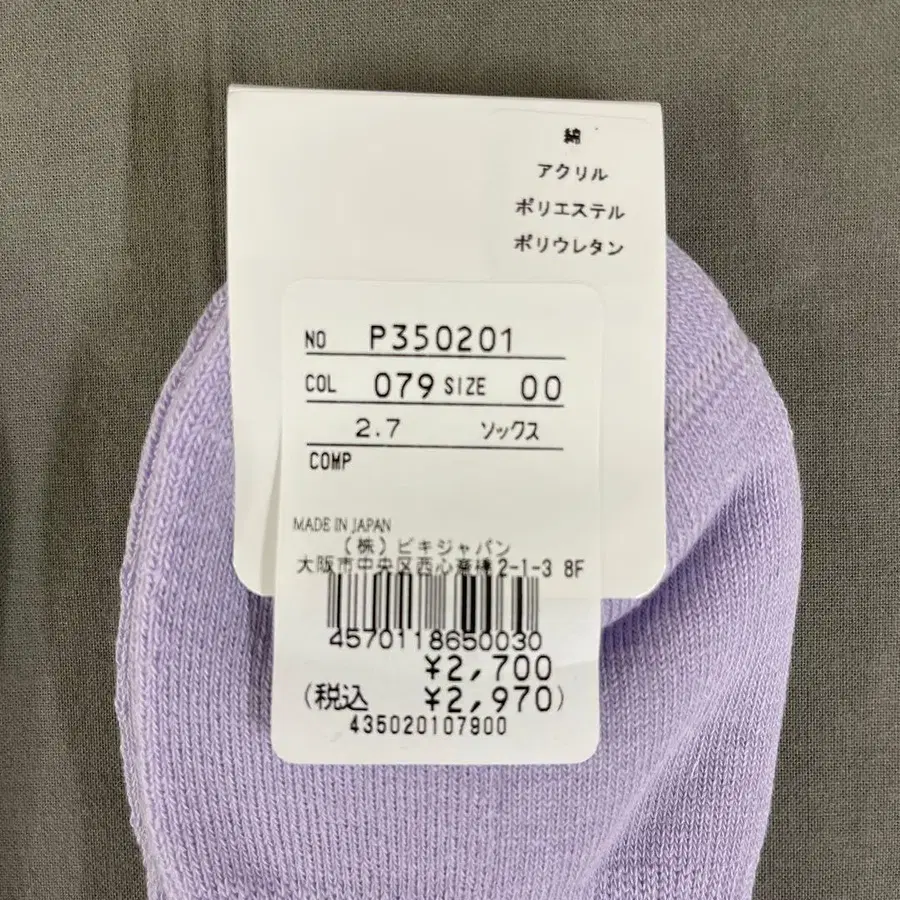 綿
アクリル
ポリエステル
ポリウレタン
NO P350201
COL 079 SIZE 00
2.7 ソックス
COMP
MADE IN JAPAN
(株)ビキジャパン
大阪市中央区西心斎橋2-1-3 8F
4570118650030
¥2,700
(税込 ¥2,970)
435020107900